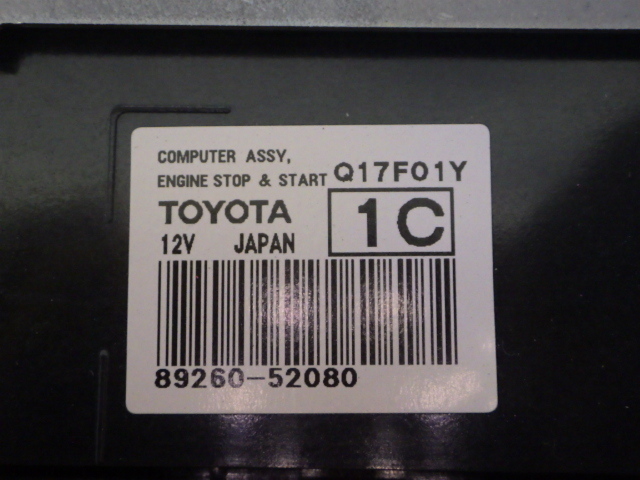 COMPUTER ASSY,
ENGINE STOP & START Q17F01Y
TOYOTA 1C
12V JAPAN
89260-52080